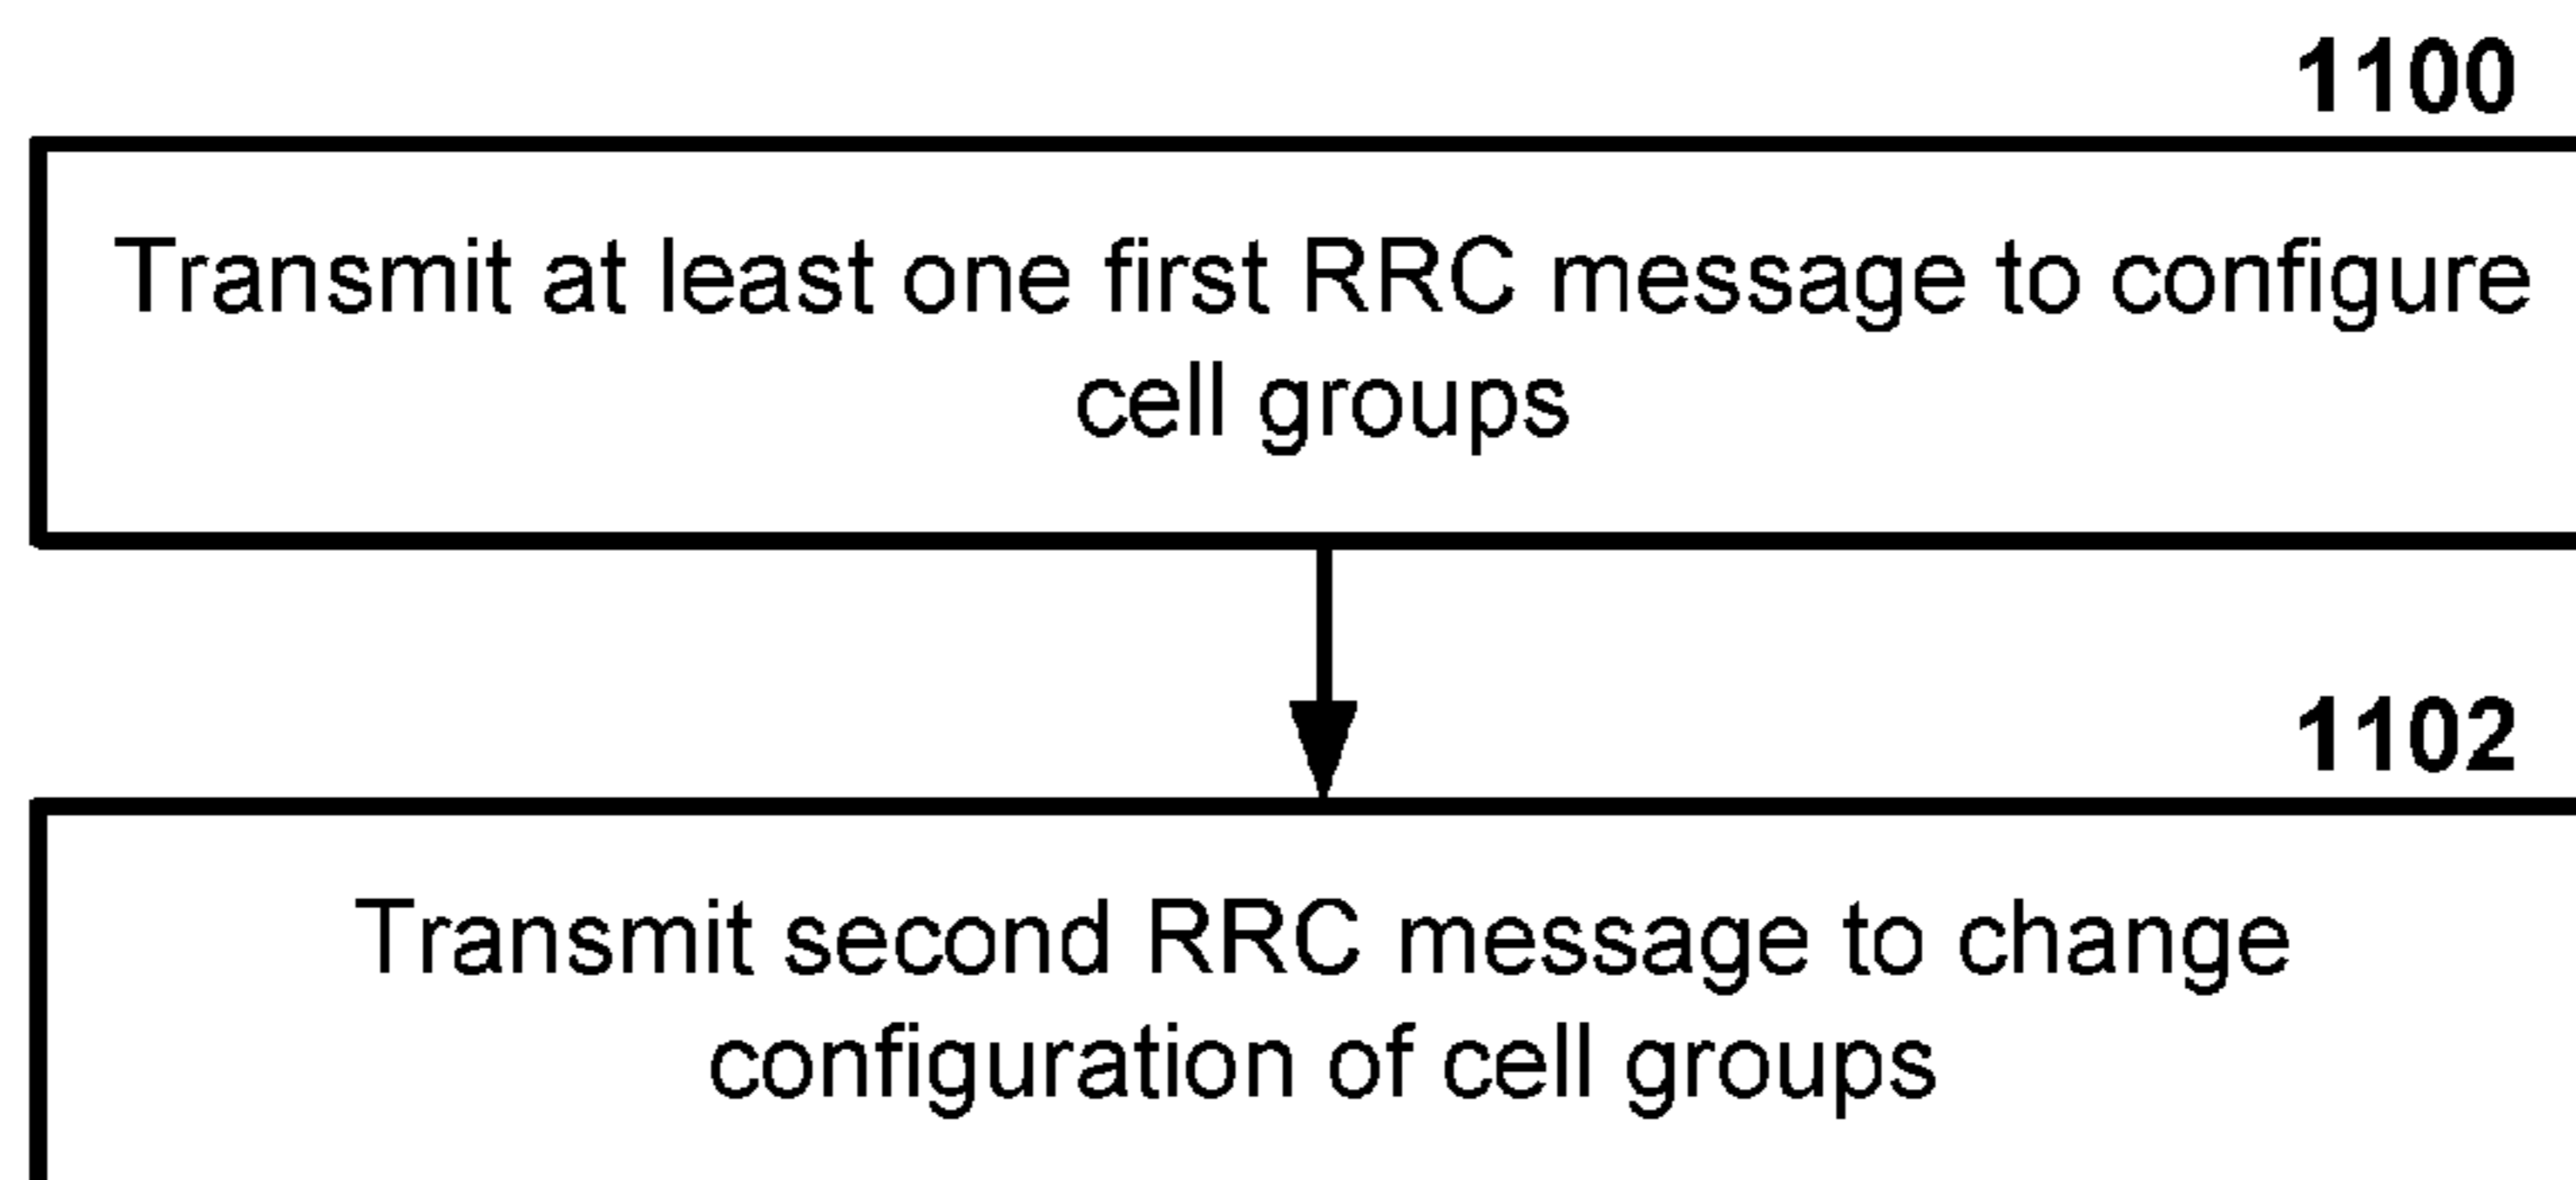 1100
Transmit at least one first RRC message to configure
cell groups
1102
Transmit second RRC message to change
configuration of cell groups